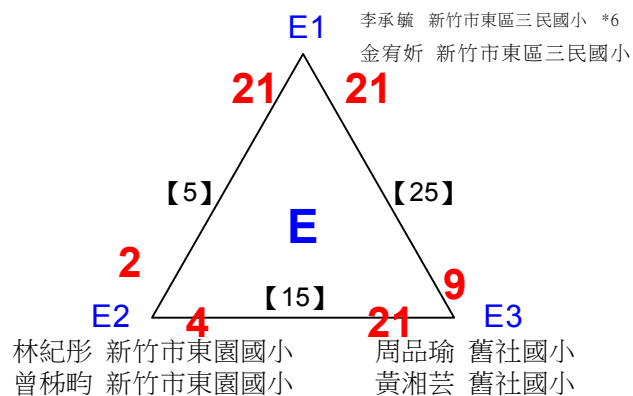 E1
李承毓 新竹市東區三民國小 *6
金宥妡 新竹市東區三民國小
21 21
【5】 【25】
E
2 9
【15】
E2 4 21 E3
林紀彤 新竹市東園國小 周品瑜 舊社國小
曾秭畇 新竹市東園國小 黃湘芸 舊社國小